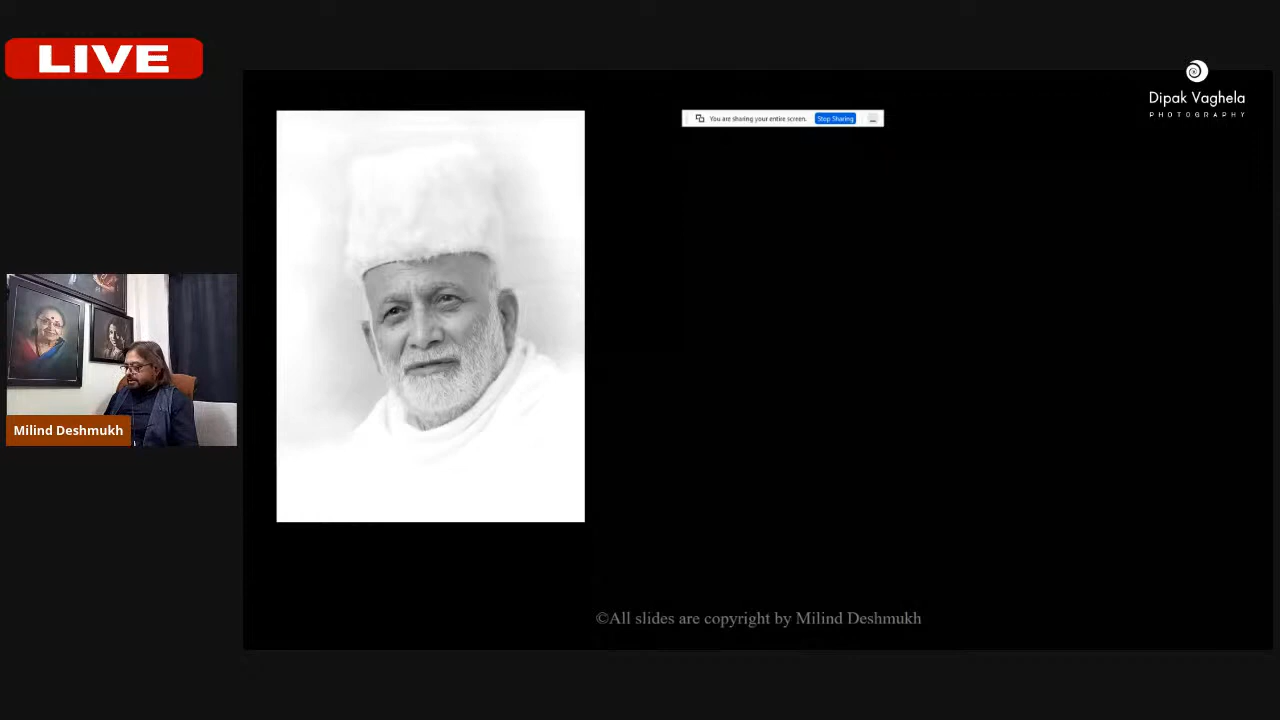 LIVE
Dipak Vaghela
PHOTOGRAPHY
You are sharing your entire screen.
Stop Sharing
Milind Deshmukh
©All slides are copyright by Milind Deshmukh